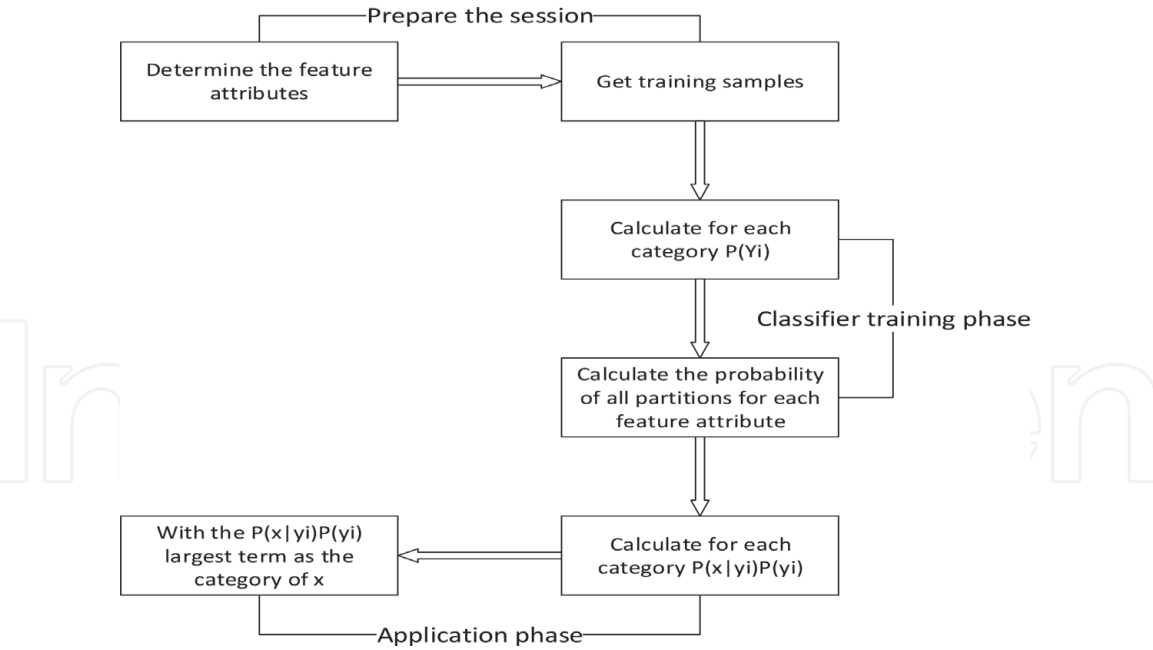 Prepare the session
Determine the feature
attributes
Get training samples
Calculate for each
category P(Yi)
Classifier training phase
Calculate the probability
of all partitions for each
feature attribute
With the P(x|yi)P(yi)
largest term as the
category of x
Calculate for each
category P(x|yi)P(yi)
Application phase